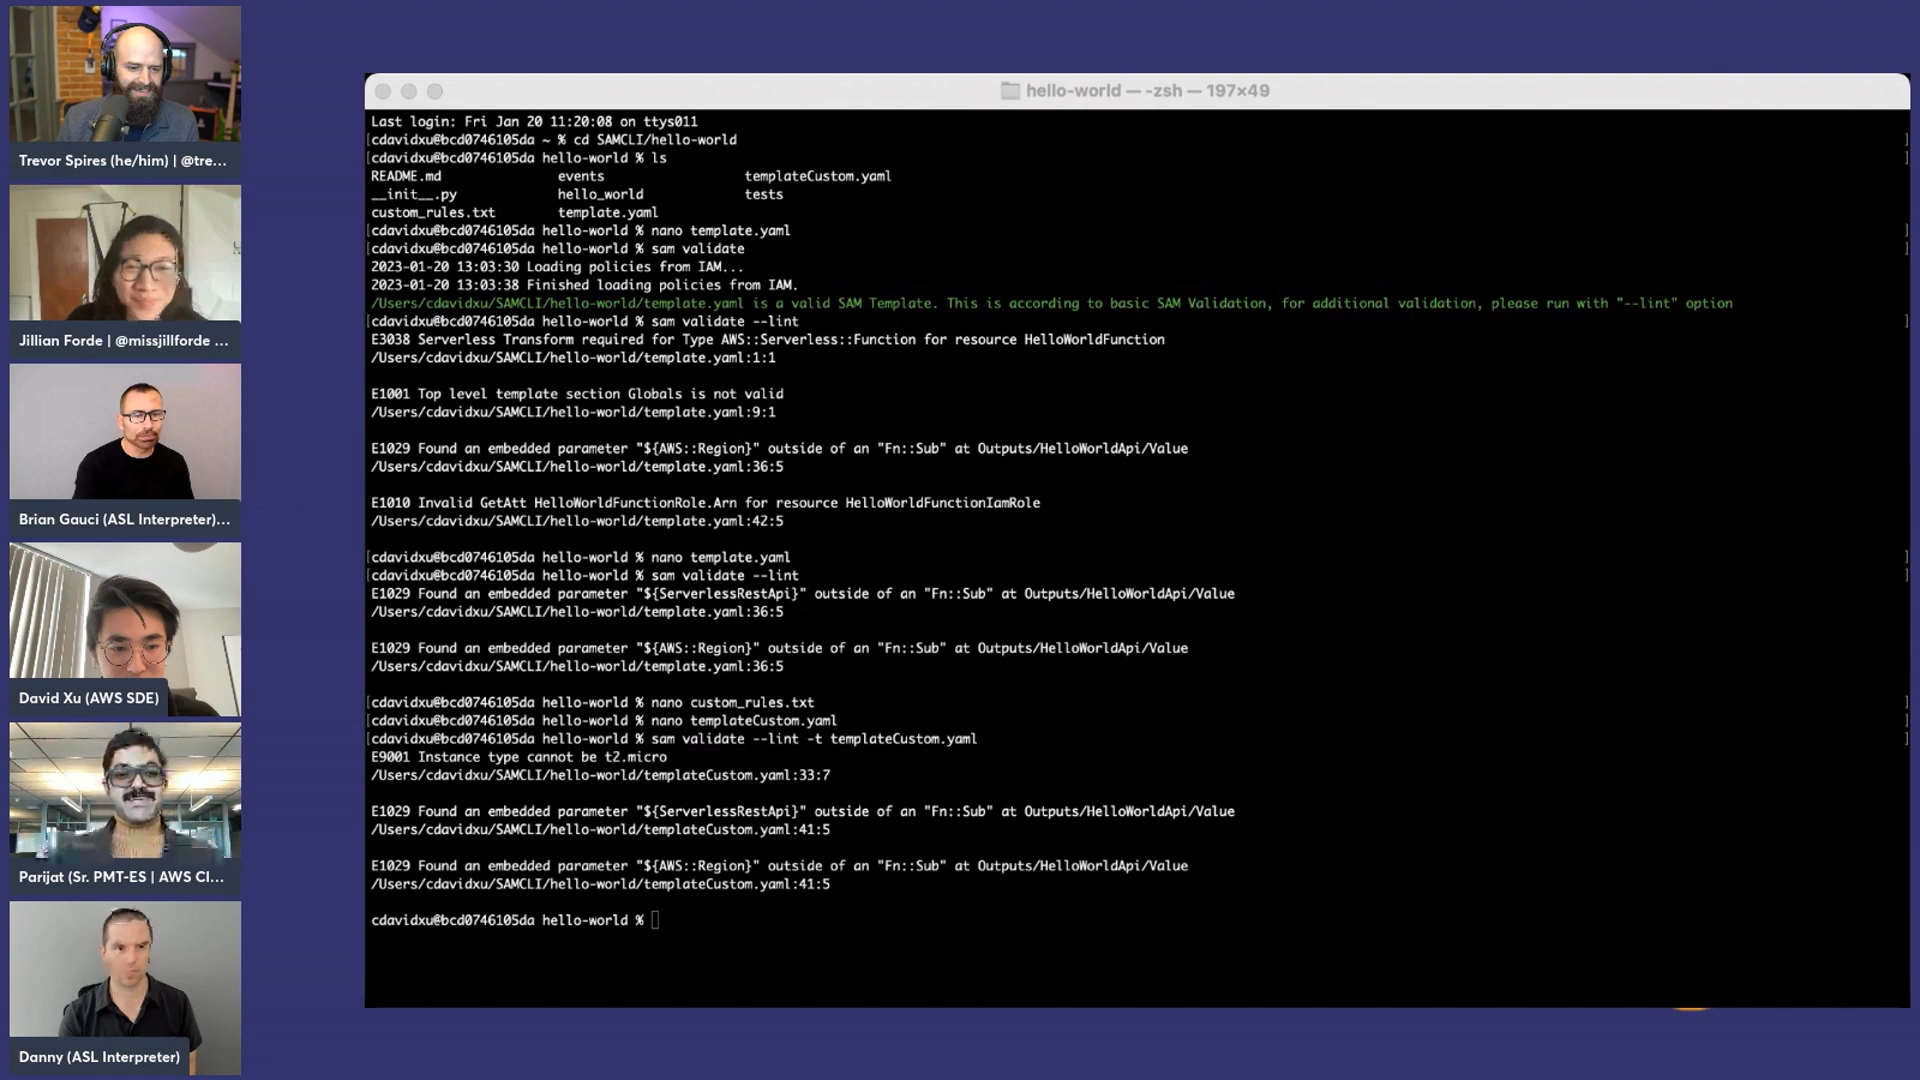 Trevor Spires (he/him) | @tre...
Jillian Forde | @missjillforde ...
Brian Gauci (ASL Interpreter)...
David Xu (AWS SDE)
Parijat (Sr. PMT-ES | AWS Cl...
Danny (ASL Interpreter)
hello-world — -zsh — 197×49
Last login: Fri Jan 20 11:20:08 on ttys011
[cdavidxu@bcd0746105da ~ % cd SAMCLI/hello-world ]
[cdavidxu@bcd0746105da hello-world % ls ]
README.md events templateCustom.yaml
__init__.py hello_world tests
custom_rules.txt template.yaml
[cdavidxu@bcd0746105da hello-world % nano template.yaml ]
[cdavidxu@bcd0746105da hello-world % sam validate ]
2023-01-20 13:03:30 Loading policies from IAM...
2023-01-20 13:03:38 Finished loading policies from IAM.
/Users/cdavidxu/SAMCLI/hello-world/template.yaml is a valid SAM Template. This is according to basic SAM Validation, for additional validation, please run with "--lint" option
[cdavidxu@bcd0746105da hello-world % sam validate --lint ]
E3038 Serverless Transform required for Type AWS::Serverless::Function for resource HelloWorldFunction
/Users/cdavidxu/SAMCLI/hello-world/template.yaml:1:1
E1001 Top level template section Globals is not valid
/Users/cdavidxu/SAMCLI/hello-world/template.yaml:9:1
E1029 Found an embedded parameter "${AWS::Region}" outside of an "Fn::Sub" at Outputs/HelloWorldApi/Value
/Users/cdavidxu/SAMCLI/hello-world/template.yaml:36:5
E1010 Invalid GetAtt HelloWorldFunctionRole.Arn for resource HelloWorldFunctionIamRole
/Users/cdavidxu/SAMCLI/hello-world/template.yaml:42:5
[cdavidxu@bcd0746105da hello-world % nano template.yaml ]
[cdavidxu@bcd0746105da hello-world % sam validate --lint ]
E1029 Found an embedded parameter "${ServerlessRestApi}" outside of an "Fn::Sub" at Outputs/HelloWorldApi/Value
/Users/cdavidxu/SAMCLI/hello-world/template.yaml:36:5
E1029 Found an embedded parameter "${AWS::Region}" outside of an "Fn::Sub" at Outputs/HelloWorldApi/Value
/Users/cdavidxu/SAMCLI/hello-world/template.yaml:36:5
[cdavidxu@bcd0746105da hello-world % nano custom_rules.txt ]
[cdavidxu@bcd0746105da hello-world % nano templateCustom.yaml ]
[cdavidxu@bcd0746105da hello-world % sam validate --lint -t templateCustom.yaml ]
E9001 Instance type cannot be t2.micro
/Users/cdavidxu/SAMCLI/hello-world/templateCustom.yaml:33:7
E1029 Found an embedded parameter "${ServerlessRestApi}" outside of an "Fn::Sub" at Outputs/HelloWorldApi/Value
/Users/cdavidxu/SAMCLI/hello-world/templateCustom.yaml:41:5
E1029 Found an embedded parameter "${AWS::Region}" outside of an "Fn::Sub" at Outputs/HelloWorldApi/Value
/Users/cdavidxu/SAMCLI/hello-world/templateCustom.yaml:41:5
cdavidxu@bcd0746105da hello-world %